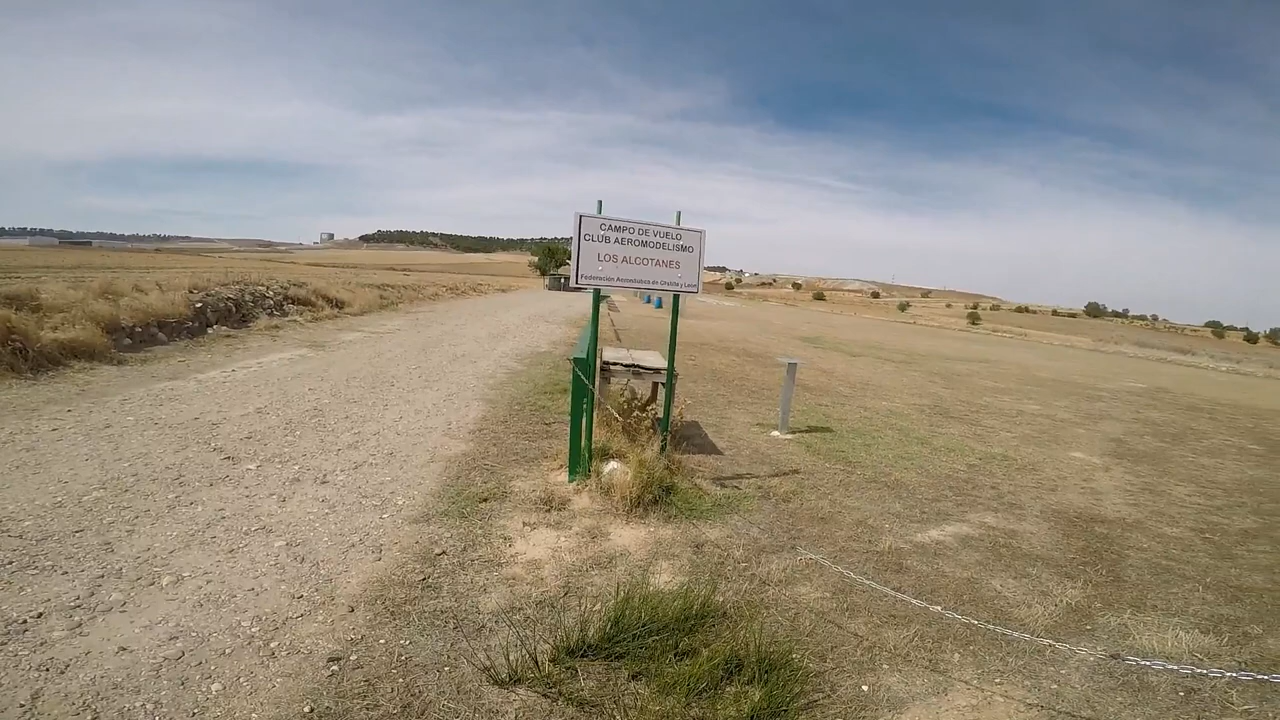 CAMPO DE VUELO
CLUB AEROMODELISMO
LOS ALCOTANES
Federación Aeronáutica de Castilla y León